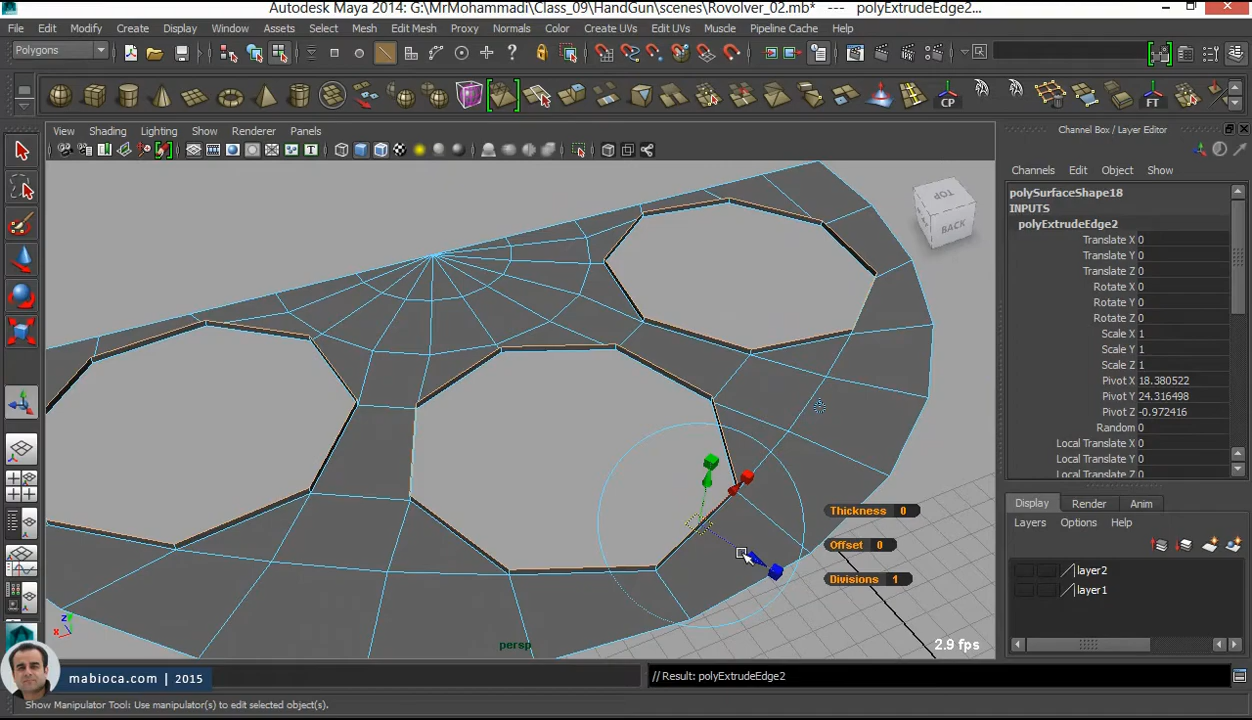 Autodesk Maya 2014: G:\MrMohammadi\Class_09\HandGun\scenes\Rovolver_02.mb* --- polyExtrudeEdge2...
File Edit Modify Create Display Window Assets Select Mesh Edit Mesh Proxy Normals Color Create UVs Edit UVs Muscle Pipeline Cache Help
Polygons
CP
FT
View Shading Lighting Show Renderer Panels
Channel Box / Layer Editor
Channels Edit Object Show
polySurfaceShape18
INPUTS
polyExtrudeEdge2
Translate X 0
Translate Y 0
Translate Z 0
Rotate X 0
Rotate Y 0
Rotate Z 0
Scale X 1
Scale Y 1
Scale Z 1
Pivot X 18.380522
Pivot Y 24.316498
Pivot Z -0.972416
Random 0
Local Translate X 0
Local Translate Y 0
Local Translate Z 0
TOP
BACK
Thickness 0
Offset 0
Divisions 1
Display Render Anim
Layers Options Help
layer2
layer1
z
x
persp
2.9 fps
mabioca.com | 2015
// Result: polyExtrudeEdge2
Show Manipulator Tool: Use manipulator(s) to edit selected object(s).